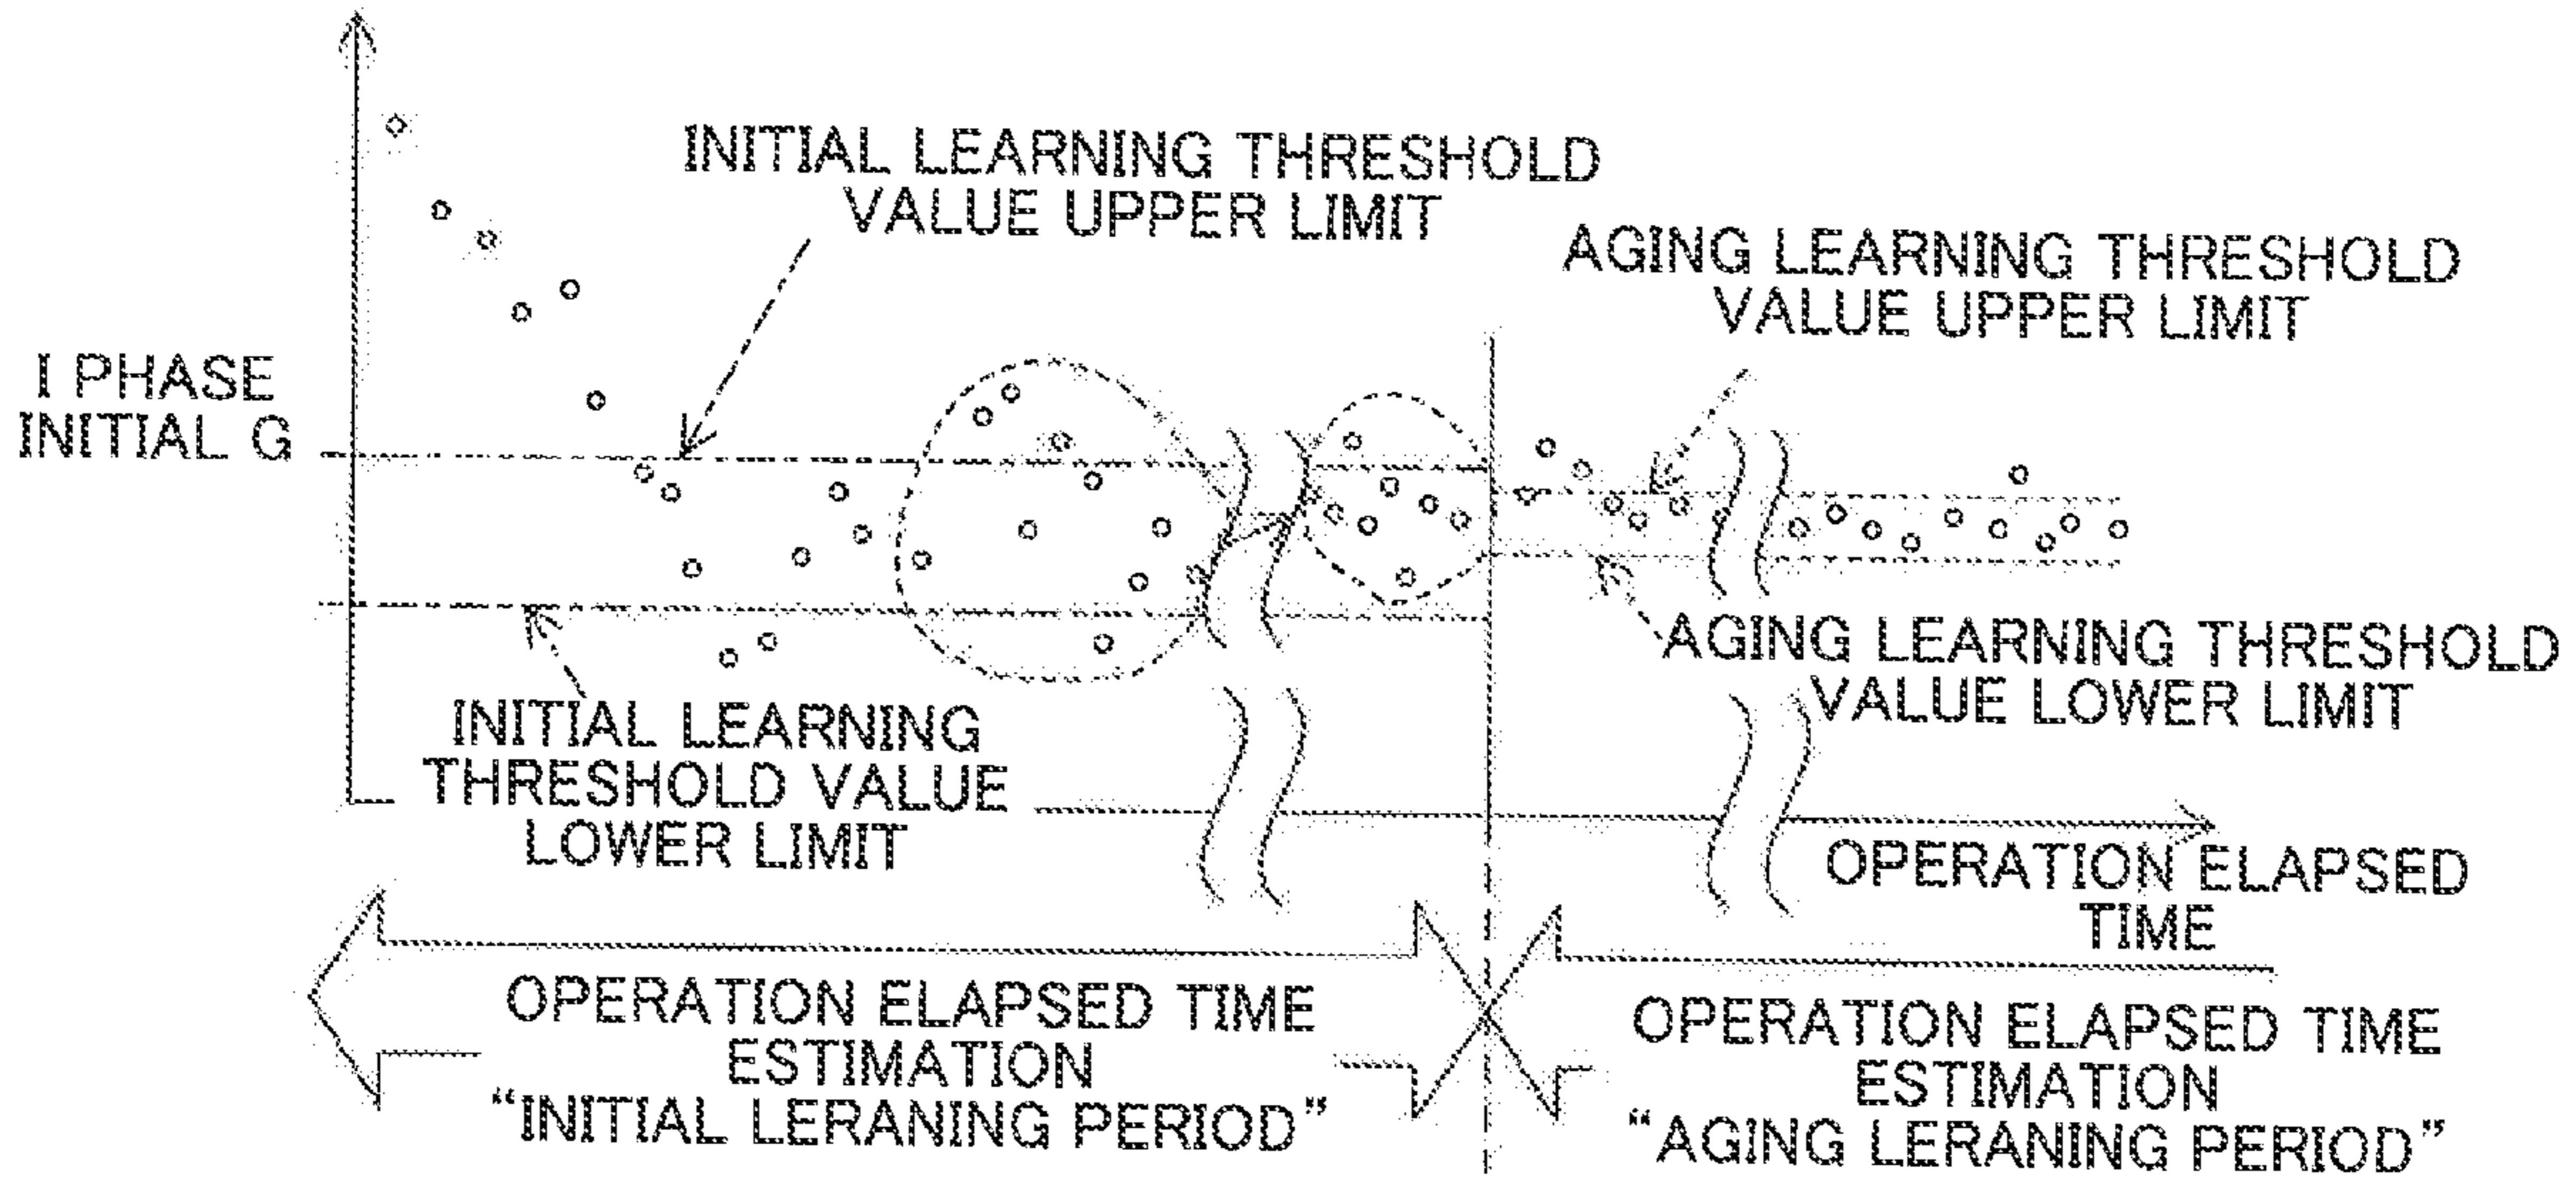 INITIAL LEARNING THRESHOLD
VALUE UPPER LIMIT
AGING LEARNING THRESHOLD
VALUE UPPER LIMIT
I PHASE
INITIAL G
AGING LEARNING THRESHOLD
VALUE LOWER LIMIT
INITIAL LEARNING
THRESHOLD VALUE
LOWER LIMIT
OPERATION ELAPSED
TIME
OPERATION ELAPSED TIME
ESTIMATION
“INITIAL LERANING PERIOD”
OPERATION ELAPSED TIME
ESTIMATION
“AGING LERANING PERIOD”